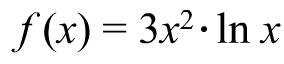 f(x) = 3x²·ln x